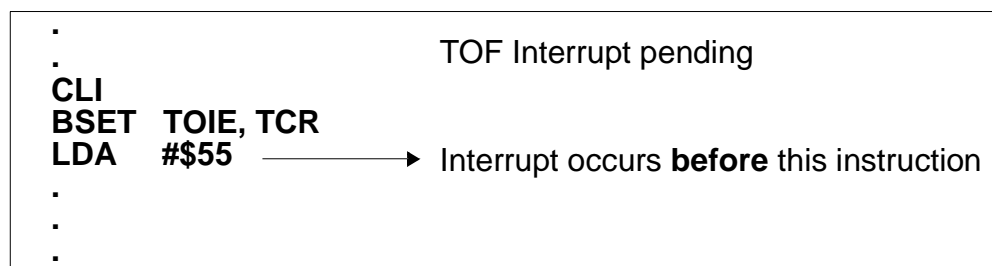 .
. TOF Interrupt pending
CLI
BSET TOIE, TCR
LDA #$55 Interrupt occurs before this instruction
.
.
.